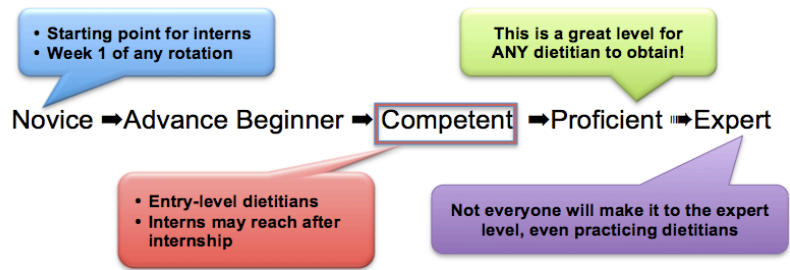 • Starting point for interns
• Week 1 of any rotation
This is a great level for
ANY dietitian to obtain!
Novice ➡Advance Beginner ➡ Competent ➡Proficient ➠Expert
• Entry-level dietitians
• Interns may reach after
internship
Not everyone will make it to the expert
level, even practicing dietitians